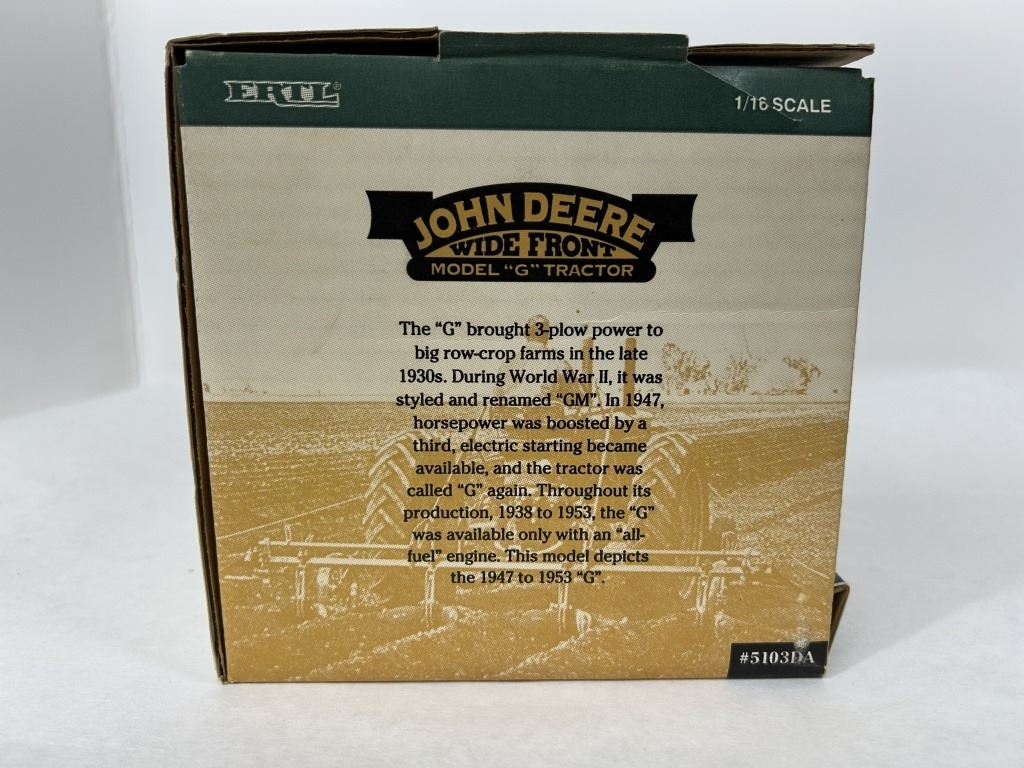 ERTL®
1/16 SCALE
JOHN DEERE
WIDE FRONT
MODEL "G" TRACTOR
The "G" brought 3-plow power to
big row-crop farms in the late
1930s. During World War II, it was
styled and renamed "GM". In 1947,
horsepower was boosted by a
third, electric starting became
available, and the tractor was
called "G" again. Throughout its
production, 1938 to 1953, the "G"
was available only with an "all-
fuel" engine. This model depicts
the 1947 to 1953 "G".
#5103DA